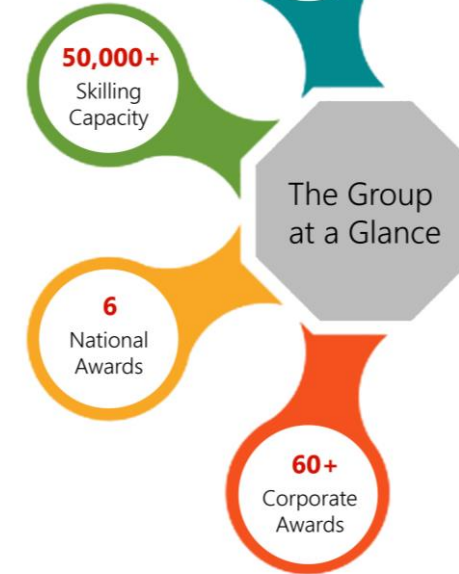 50,000+
Skilling
Capacity
The Group
at a Glance
6
National
Awards
60+
Corporate
Awards